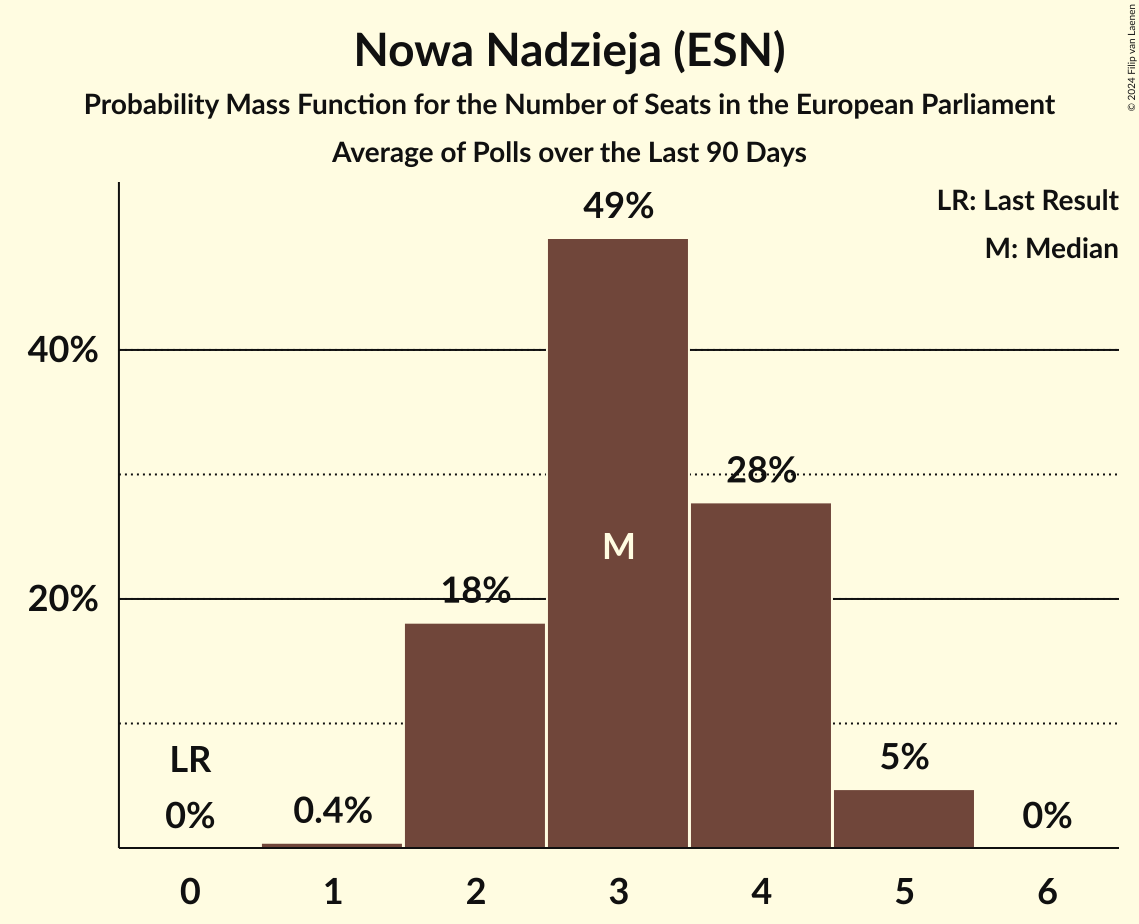 Nowa Nadzieja (ESN)
Probability Mass Function for the Number of Seats in the European Parliament
Average of Polls over the Last 90 Days
© 2024 Filip van Laenen
LR: Last Result
M: Median
49%
40%
28%
M
18%
20%
LR
5%
0%
0.4%
0%
0 1 2 3 4 5 6